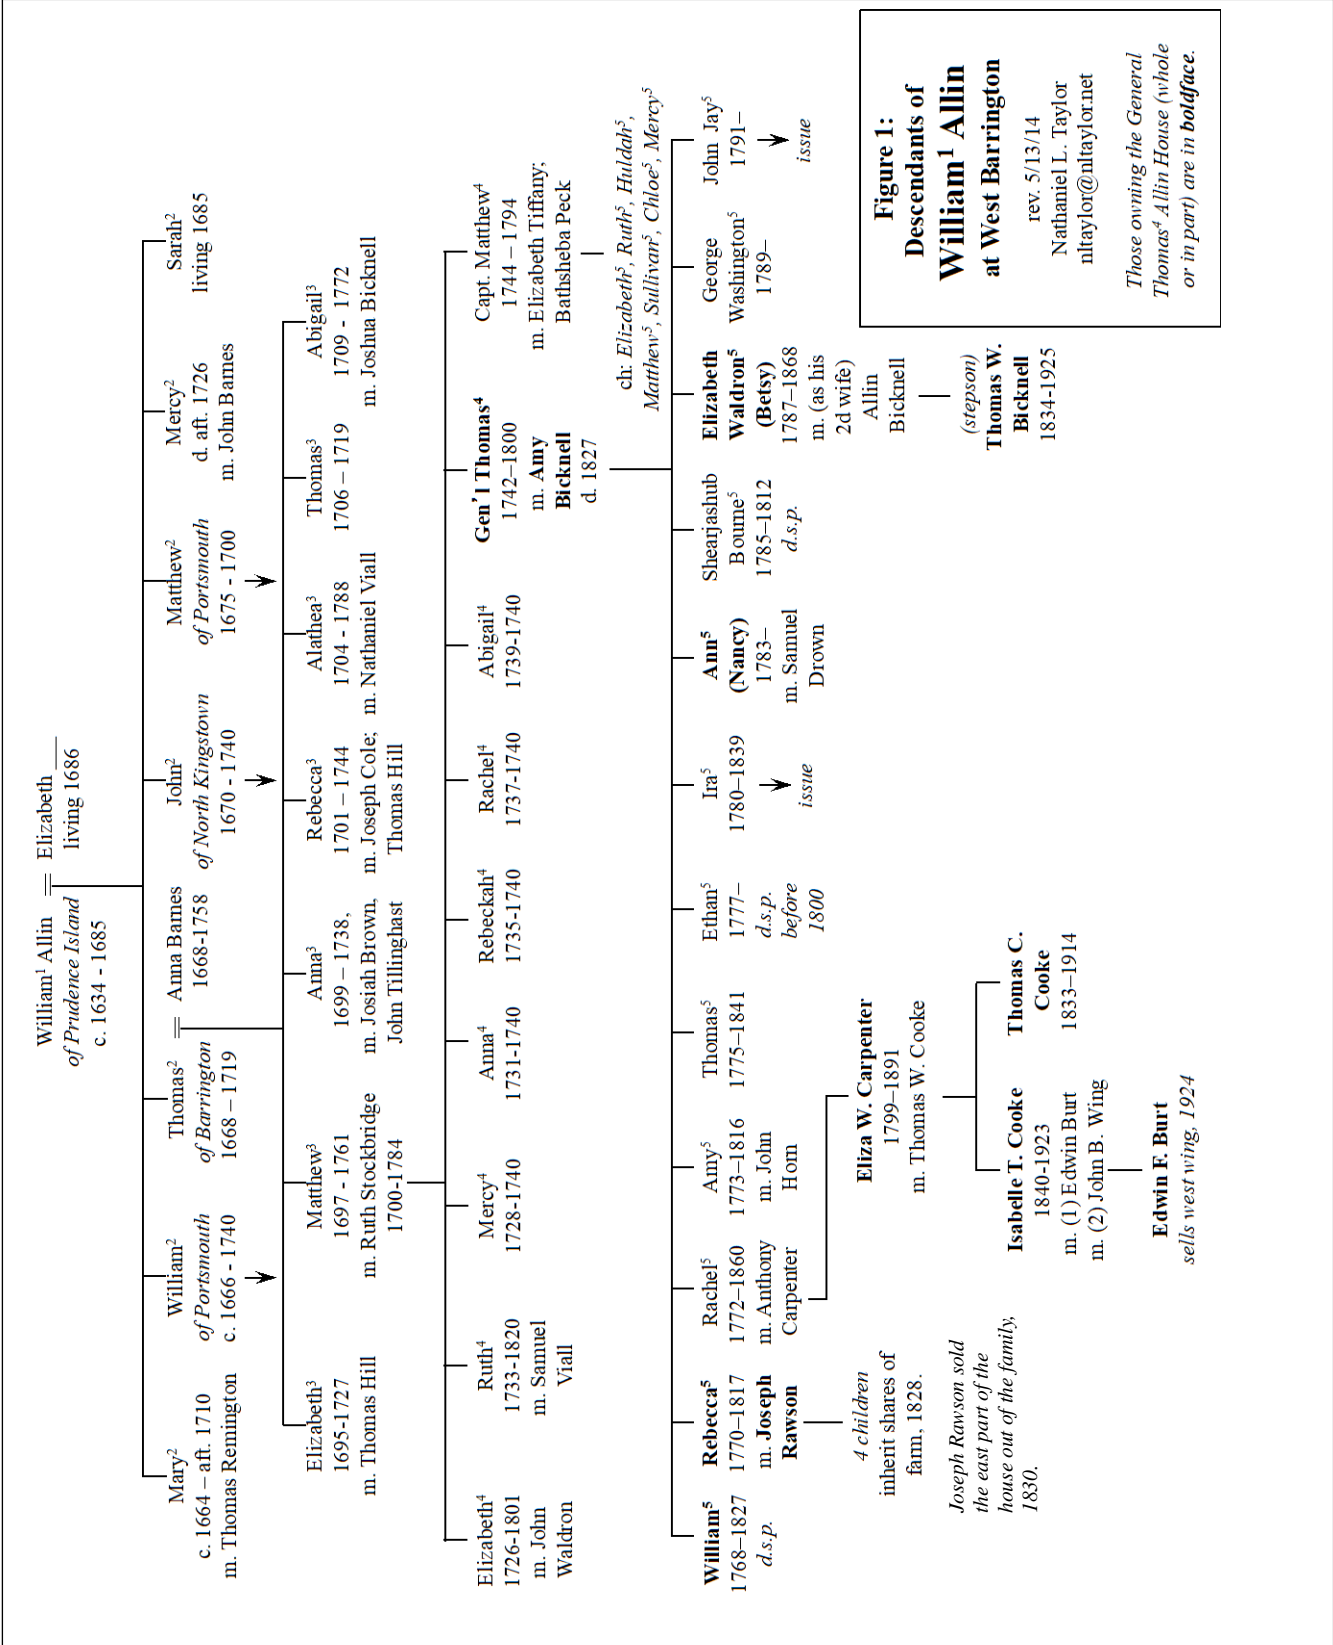 William¹ Allin
of Prudence Island
c. 1634 - 1685
Elizabeth ____
living 1686
Mary²
c. 1664 – aft. 1710
m. Thomas Remington
William²
of Portsmouth
c. 1666 - 1740
Thomas²
of Barrington
1668 – 1719
Anna Barnes
1668-1758
John²
of North Kingstown
1670 - 1740
Matthew²
of Portsmouth
1675 - 1700
Mercy²
d. aft. 1726
m. John Barnes
Sarah²
living 1685
Elizabeth³
1695-1727
m. Thomas Hill
Matthew³
1697 - 1761
m. Ruth Stockbridge
1700-1784
Anna³
1699 – 1738,
m. Josiah Brown,
John Tillinghast
Rebecca³
1701 – 1744
m. Joseph Cole;
Thomas Hill
Alathea³
1704 - 1788
m. Nathaniel Viall
Thomas³
1706 – 1719
Abigail³
1709 - 1772
m. Joshua Bicknell
Elizabeth⁴
1726-1801
m. John
Waldron
Ruth⁴
1733-1820
m. Samuel
Viall
Mercy⁴
1728-1740
Anna⁴
1731-1740
Rebeckah⁴
1735-1740
Rachel⁴
1737-1740
Abigail⁴
1739-1740
Gen'l Thomas⁴
1742–1800
m. Amy
Bicknell
d. 1827
Capt. Matthew⁴
1744 – 1794
m. Elizabeth Tiffany;
Bathsheba Peck
ch: Elizabeth⁵, Ruth⁵, Huldah⁵,
Matthew⁵, Sullivan⁵, Chloe⁵, Mercy⁵
William⁵
1768–1827
d.s.p.
Rebecca⁵
1770–1817
m. Joseph
Rawson
4 children
inherit shares of
farm, 1828.
Joseph Rawson sold
the east part of the
house out of the family,
1830.
Rachel⁵
1772–1860
m. Anthony
Carpenter
Amy⁵
1773–1816
m. John
Horn
Thomas⁵
1775–1841
Ethan⁵
1777–
d.s.p.
before
1800
Ira⁵
1780–1839
issue
Ann⁵
(Nancy)
1783–
m. Samuel
Drown
Shearjashub
Bourne⁵
1785–1812
d.s.p.
Elizabeth
Waldron⁵
(Betsy)
1787–1868
m. (as his
2d wife)
Allin
Bicknell
(stepson)
Thomas W.
Bicknell
1834-1925
George
Washington⁵
1789–
John Jay⁵
1791–
issue
Eliza W. Carpenter
1799–1891
m. Thomas W. Cooke
Isabelle T. Cooke
1840-1923
m. (1) Edwin Burt
m. (2) John B. Wing
Thomas C.
Cooke
1833–1914
Edwin F. Burt
sells west wing, 1924
Figure 1:
Descendants of
William¹ Allin
at West Barrington
rev. 5/13/14
Nathaniel L. Taylor
nltaylor@nltaylor.net
Those owning the General
Thomas⁴ Allin House (whole
or in part) are in boldface.